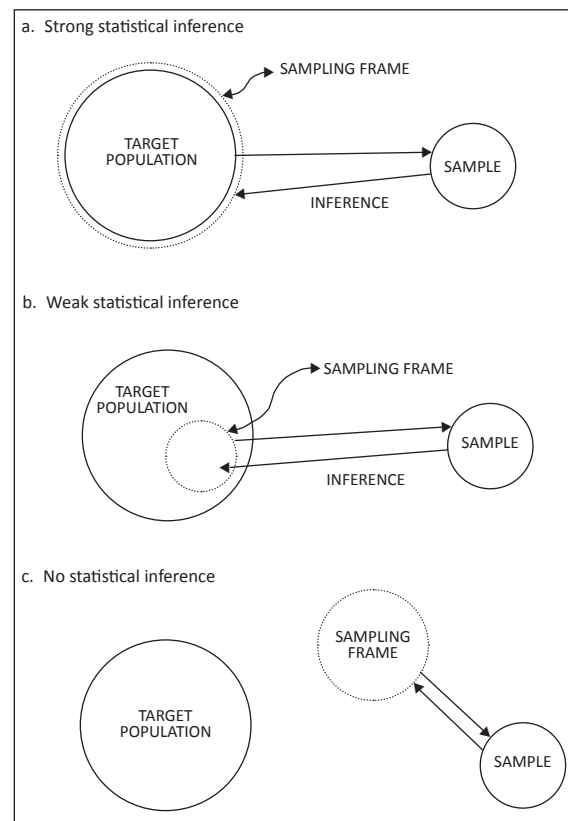 a. Strong statistical inference
SAMPLING FRAME
TARGET
POPULATION
SAMPLE
INFERENCE
b. Weak statistical inference
SAMPLING FRAME
TARGET
POPULATION
SAMPLE
INFERENCE
c. No statistical inference
SAMPLING
FRAME
TARGET
POPULATION
SAMPLE